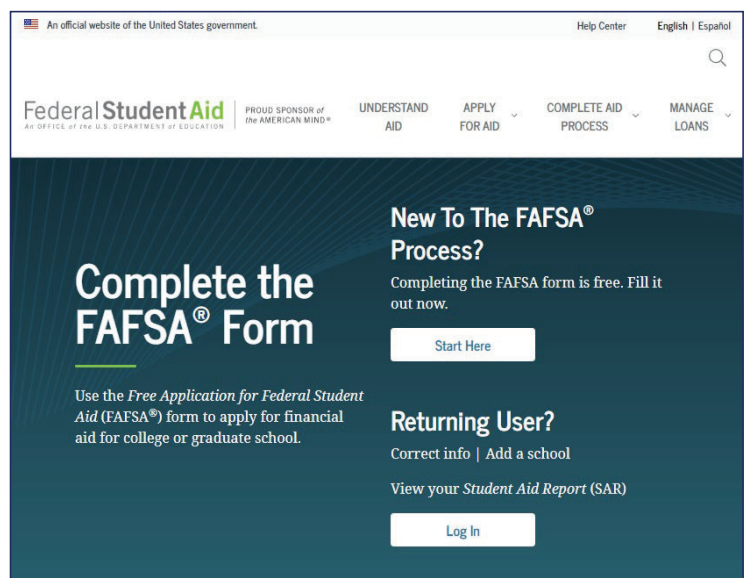 An official website of the United States government.
Help Center
English | Español
Federal Student Aid
An OFFICE of the U.S. DEPARTMENT of EDUCATION
PROUD SPONSOR of
the AMERICAN MIND®
UNDERSTAND
AID
APPLY
FOR AID
COMPLETE AID
PROCESS
MANAGE
LOANS
Complete the
FAFSA® Form
Use the Free Application for Federal Student
Aid (FAFSA®) form to apply for financial
aid for college or graduate school.
New To The FAFSA®
Process?
Completing the FAFSA form is free. Fill it
out now.
Start Here
Returning User?
Correct info | Add a school
View your Student Aid Report (SAR)
Log In